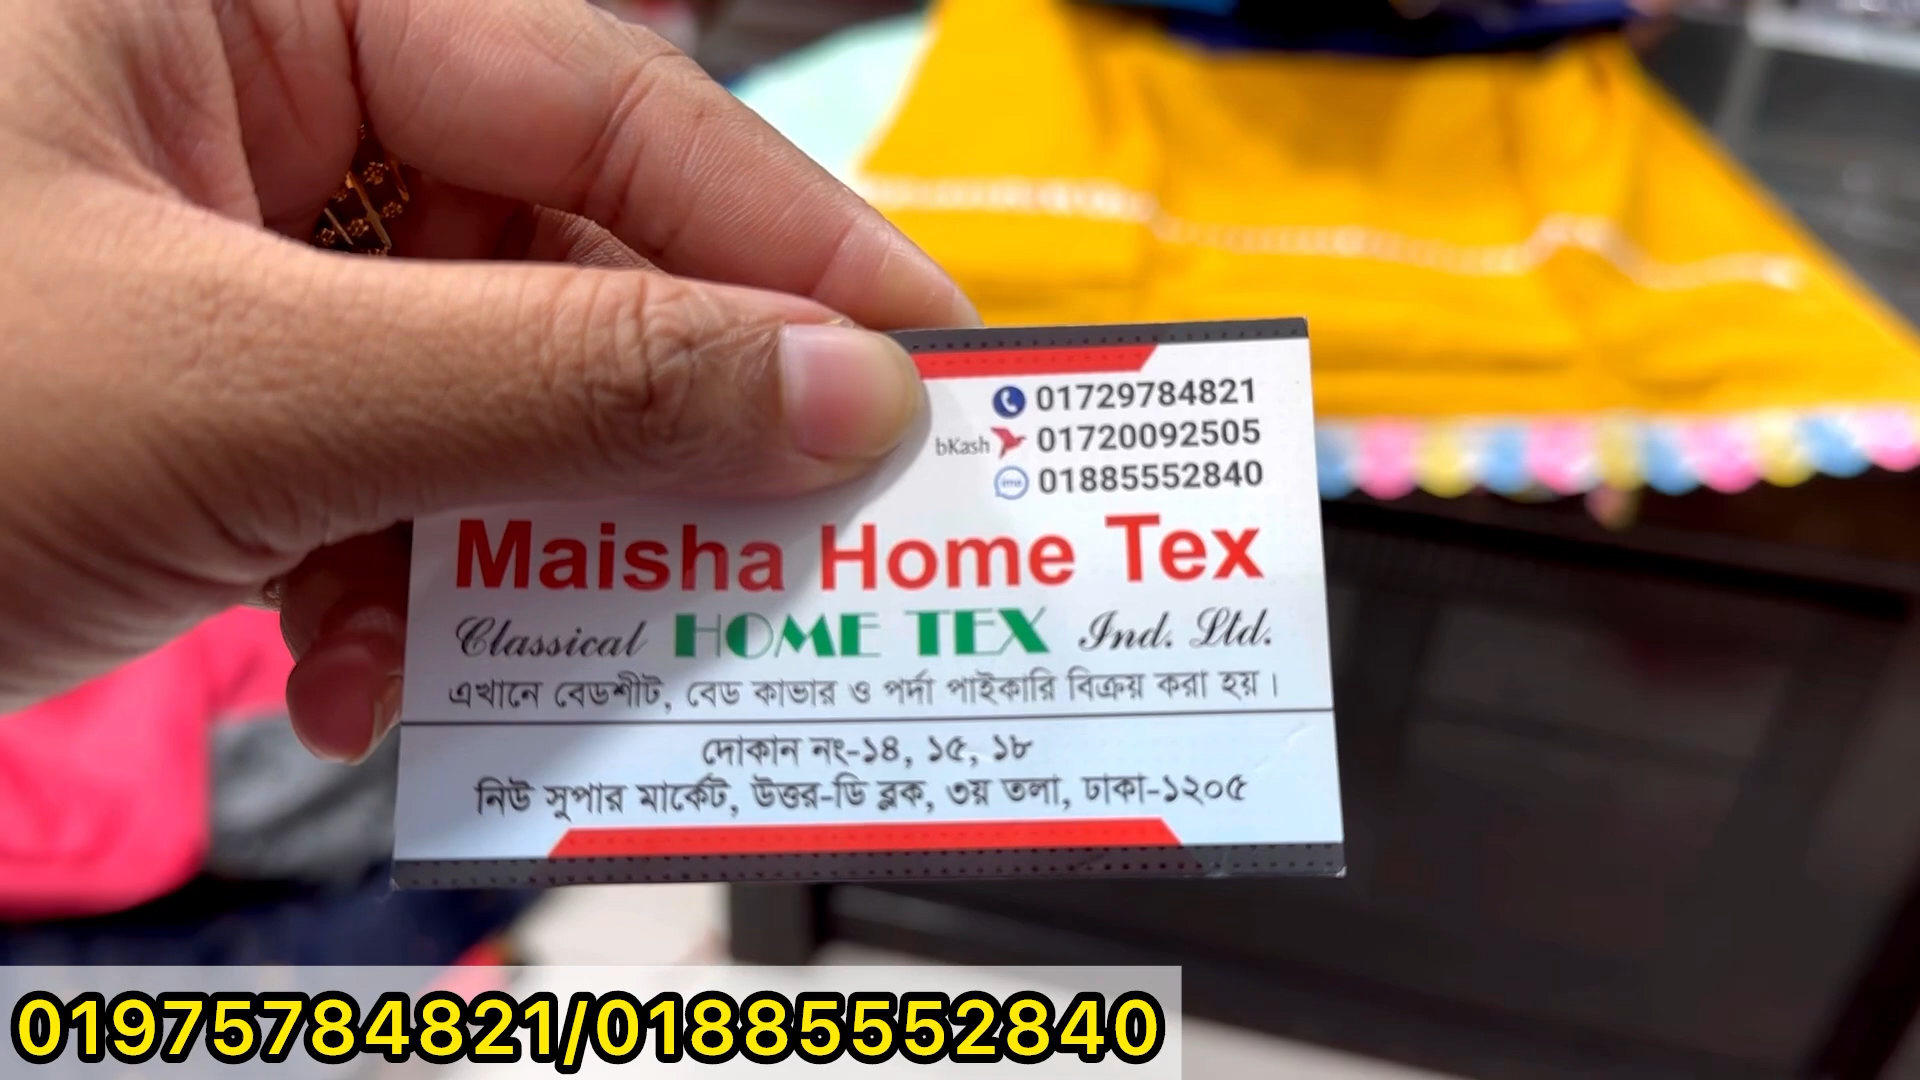 01729784821
bKash 01720092505
imo 01885552840
Maisha Home Tex
Classical HOME TEX Ind. Ltd.
এখানে বেডশীট, বেড কাভার ও পর্দা পাইকারি বিক্রয় করা হয়।
দোকান নং-১৪, ১৫, ১৮
নিউ সুপার মার্কেট, উত্তর-ডি ব্লক, ৩য় তলা, ঢাকা-১২০৫
01975784821/01885552840